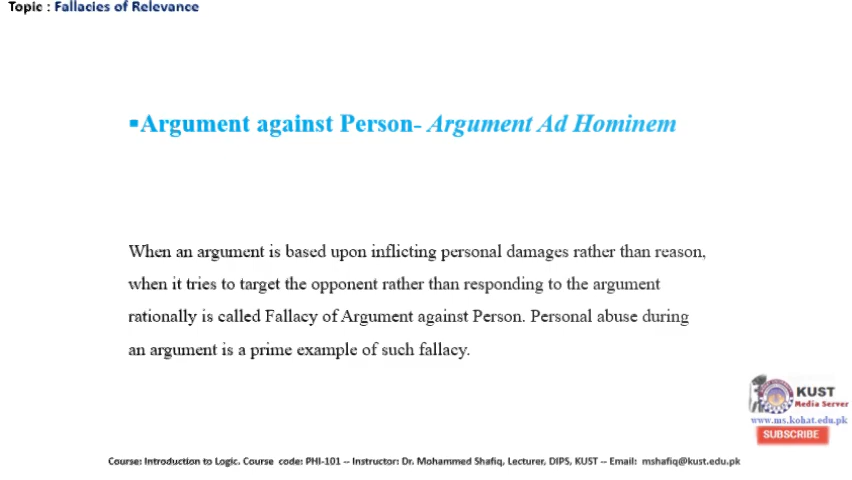 Topic : Fallacies of Relevance
▪Argument against Person- Argument Ad Hominem
When an argument is based upon inflicting personal damages rather than reason,
when it tries to target the opponent rather than responding to the argument
rationally is called Fallacy of Argument against Person. Personal abuse during
an argument is a prime example of such fallacy.
KUST
Media Server
www.ms.kohat.edu.pk
SUBSCRIBE
Course: Introduction to Logic. Course code: PHI-101 -- Instructor: Dr. Mohammed Shafiq, Lecturer, DIPS, KUST -- Email: mshafiq@kust.edu.pk